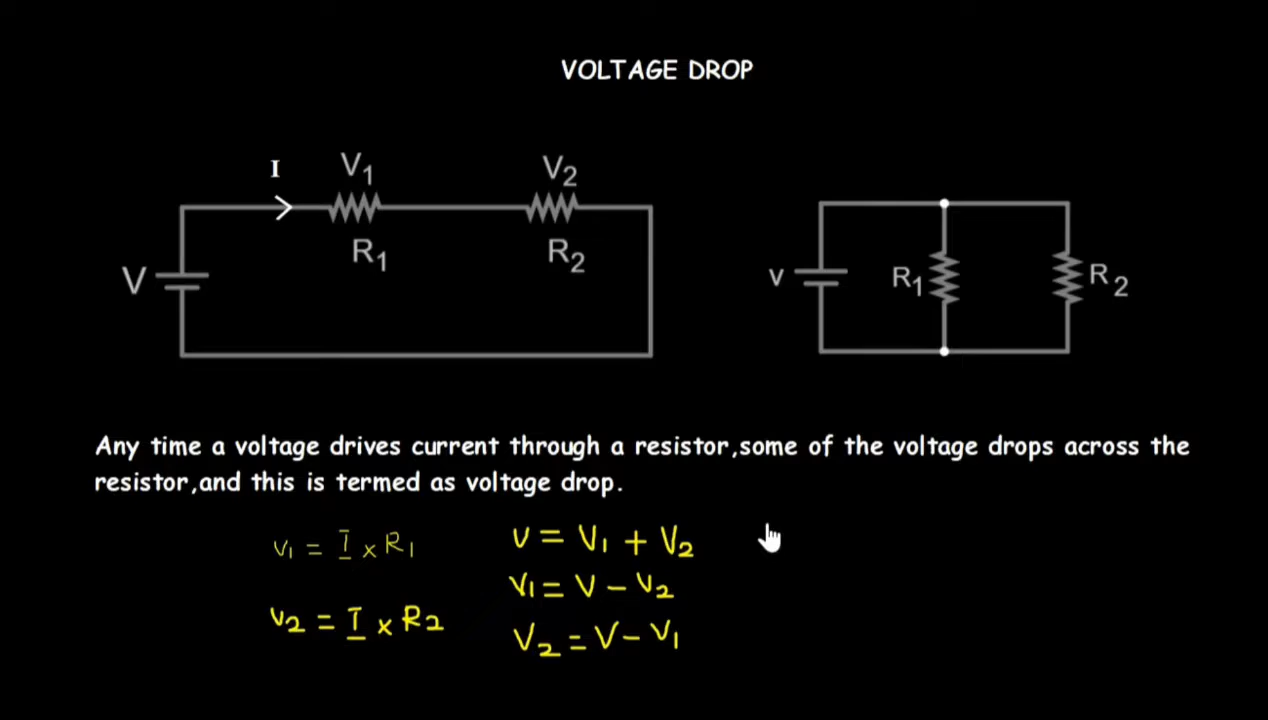 VOLTAGE DROP
I
V1
V2
V
R1
R2
v
R1
R2
Any time a voltage drives current through a resistor,some of the voltage drops across the
resistor,and this is termed as voltage drop.
V1 = I x R1
V2 = I x R2
V = V1 + V2
V1 = V - V2
V2 = V - V1